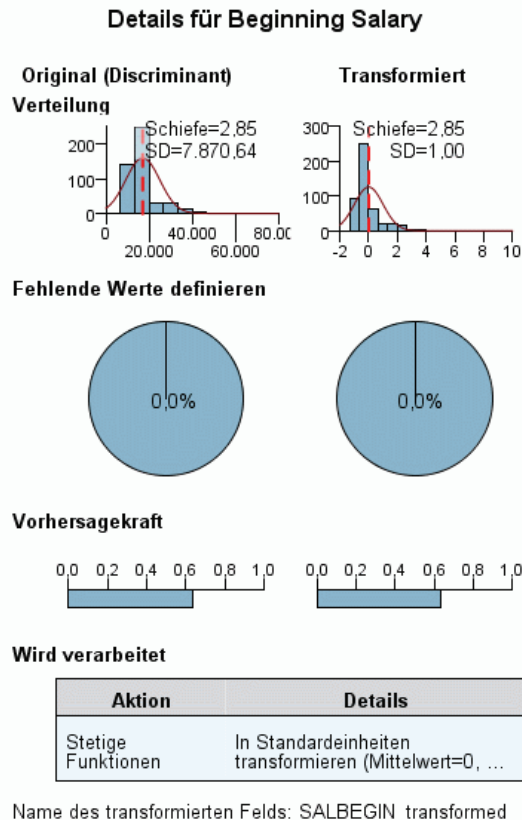 Details für Beginning Salary
Original (Discriminant) Transformiert
Verteilung
Schiefe=2,85
SD=7.870,64
200
100
0
0 20.000 40.000 60.000 80.00
Schiefe=2,85
SD=1,00
300
200
100
0
-2 0 2 4 6 8 10
Fehlende Werte definieren
0,0% 0,0%
Vorhersagekraft
0,0 0,2 0,4 0,6 0,8 1,0 0,0 0,2 0,4 0,6 0,8 1,0
Wird verarbeitet
Aktion Details
Stetige In Standardeinheiten
Funktionen transformieren (Mittelwert=0, ...
Name des transformierten Felds: SALBEGIN_transformed